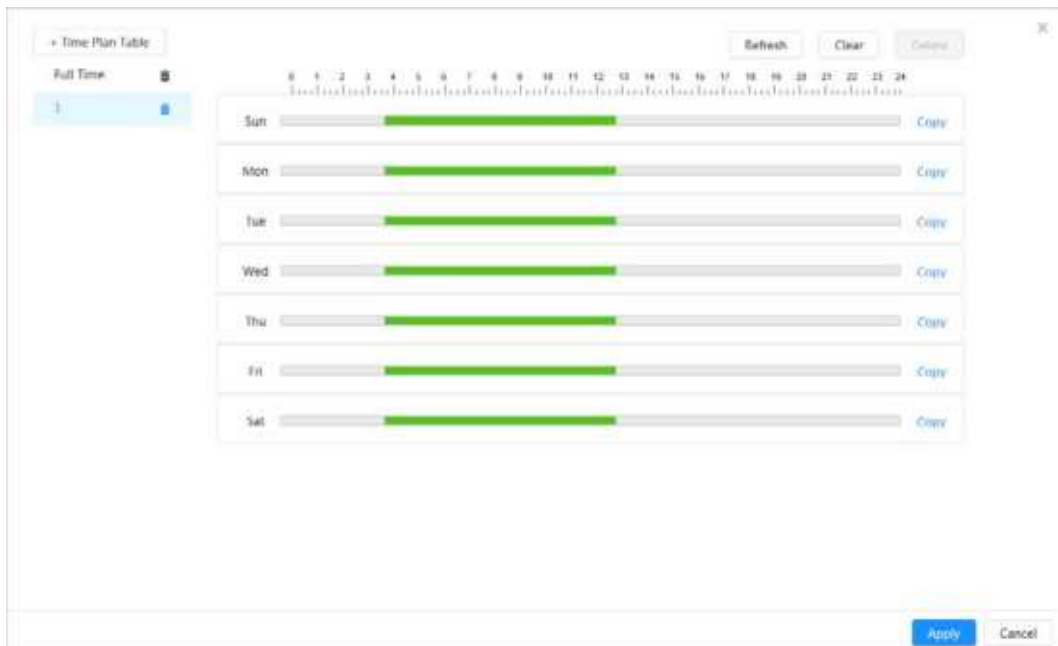 + Time Plan Table
Refresh Clear Delete
Full Time
0 1 2 3 4 5 6 7 8 9 10 11 12 13 14 15 16 17 18 19 20 21 22 23 24
1
Sun Copy
Mon Copy
Tue Copy
Wed Copy
Thu Copy
Fri Copy
Sat Copy
Apply Cancel